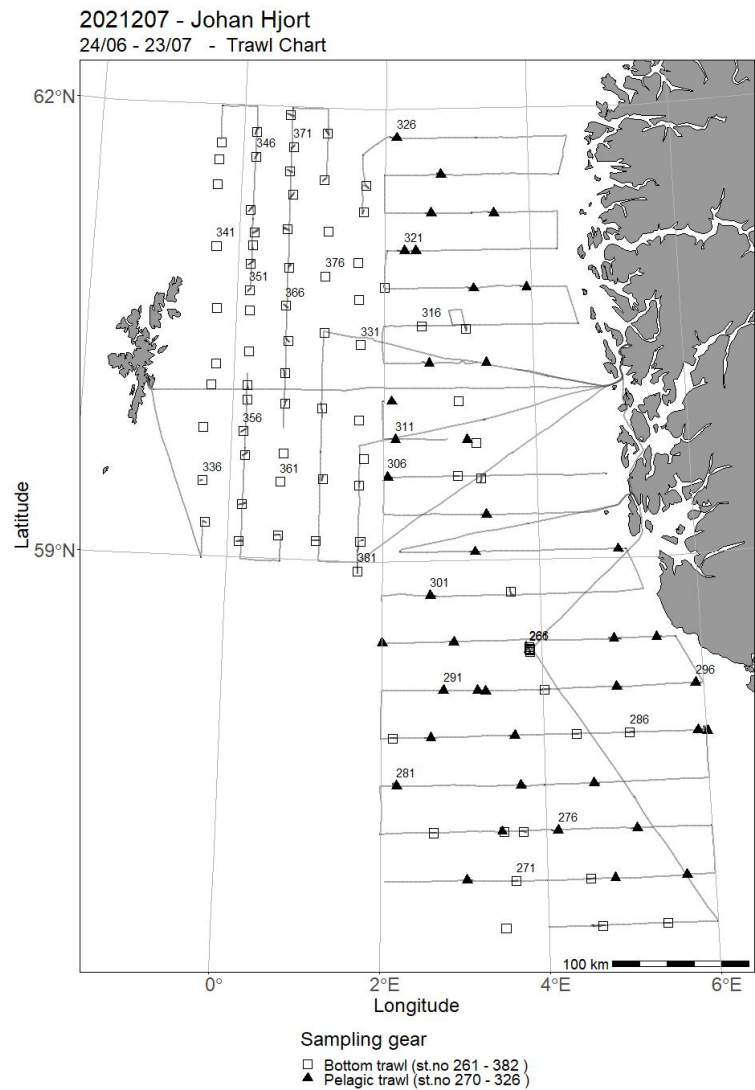 2021207 - Johan Hjort
24/06 - 23/07 - Trawl Chart
62°N
326
346
371
341
321
376
351
366
316
331
356
311
336
361
306
59°N
381
301
266
261
291
296
286
281
276
271
100 km
0°
2°E
4°E
6°E
Latitude
Longitude
Sampling gear
Bottom trawl (st.no 261 - 382 )
Pelagic trawl (st.no 270 - 326 )